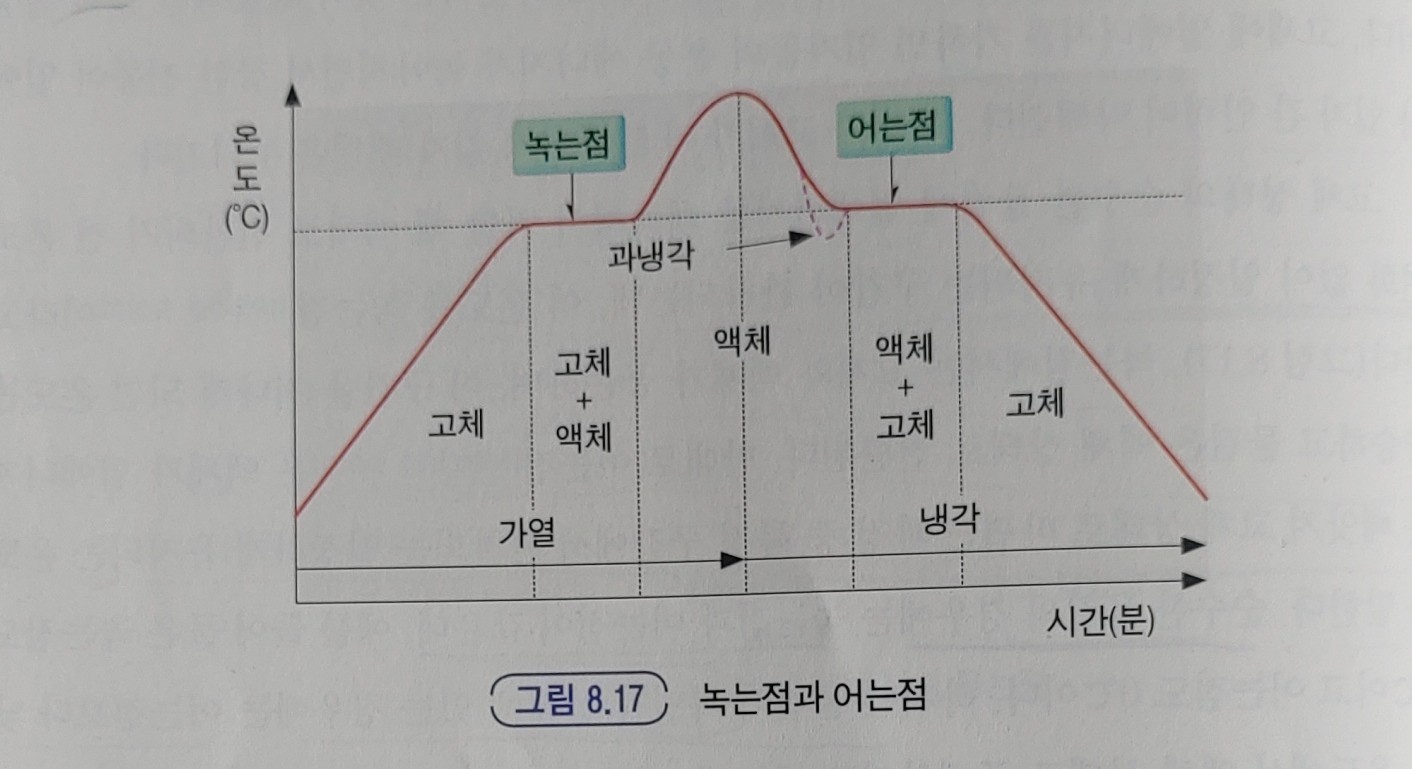 온
도
(℃)
녹는점
어는점
과냉각
고체
고체
+
액체
액체
액체
+
고체
고체
가열
냉각
시간(분)
그림 8.17 녹는점과 어는점